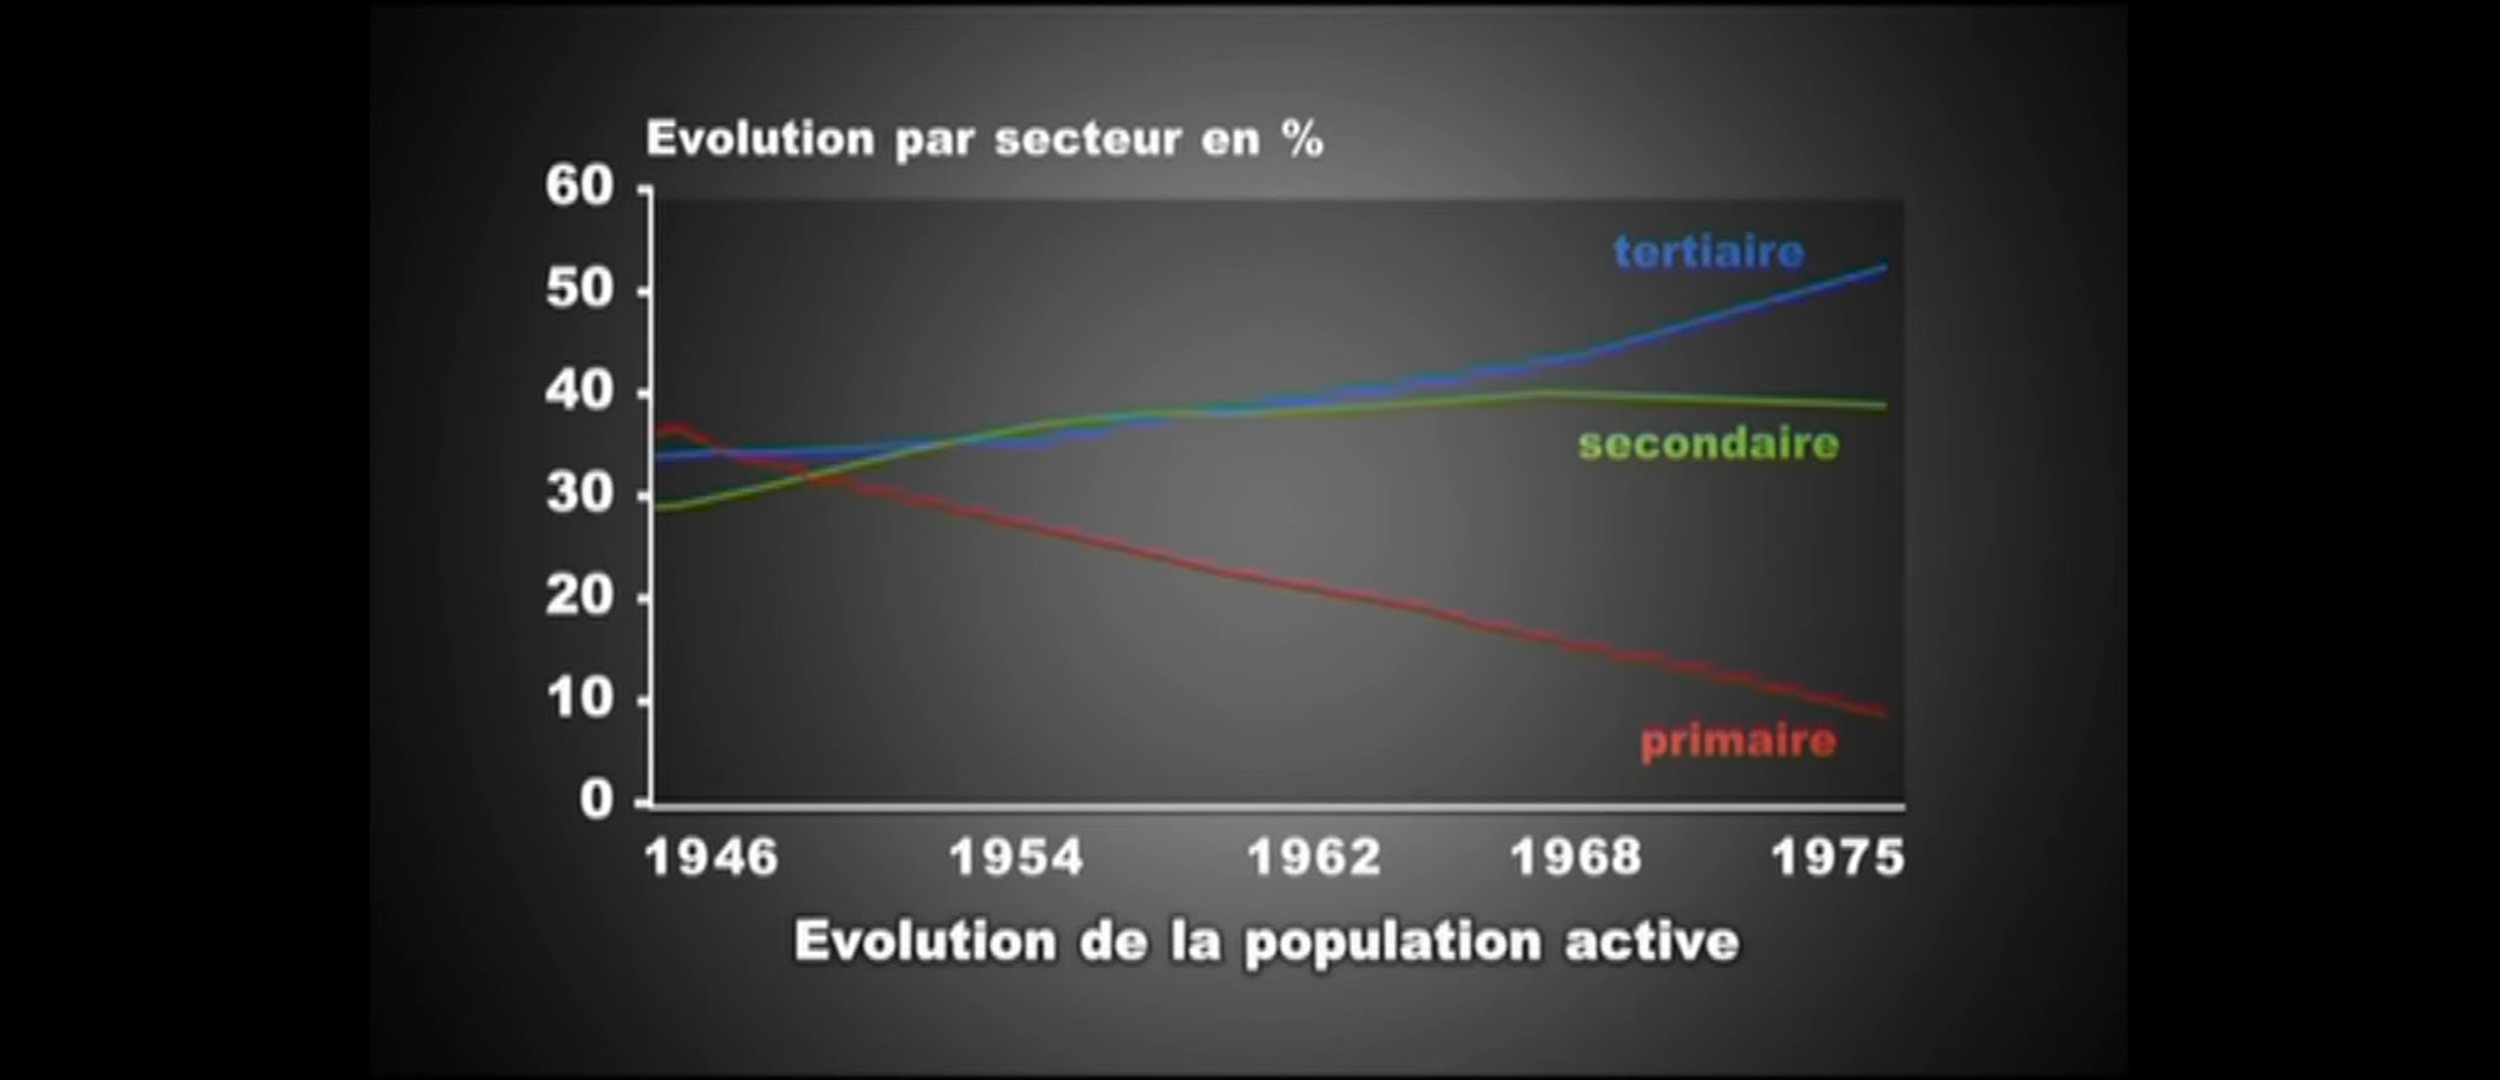 Evolution par secteur en %
60
50
40
30
20
10
0
tertiaire
secondaire
primaire
1946 1954 1962 1968 1975
Evolution de la population active